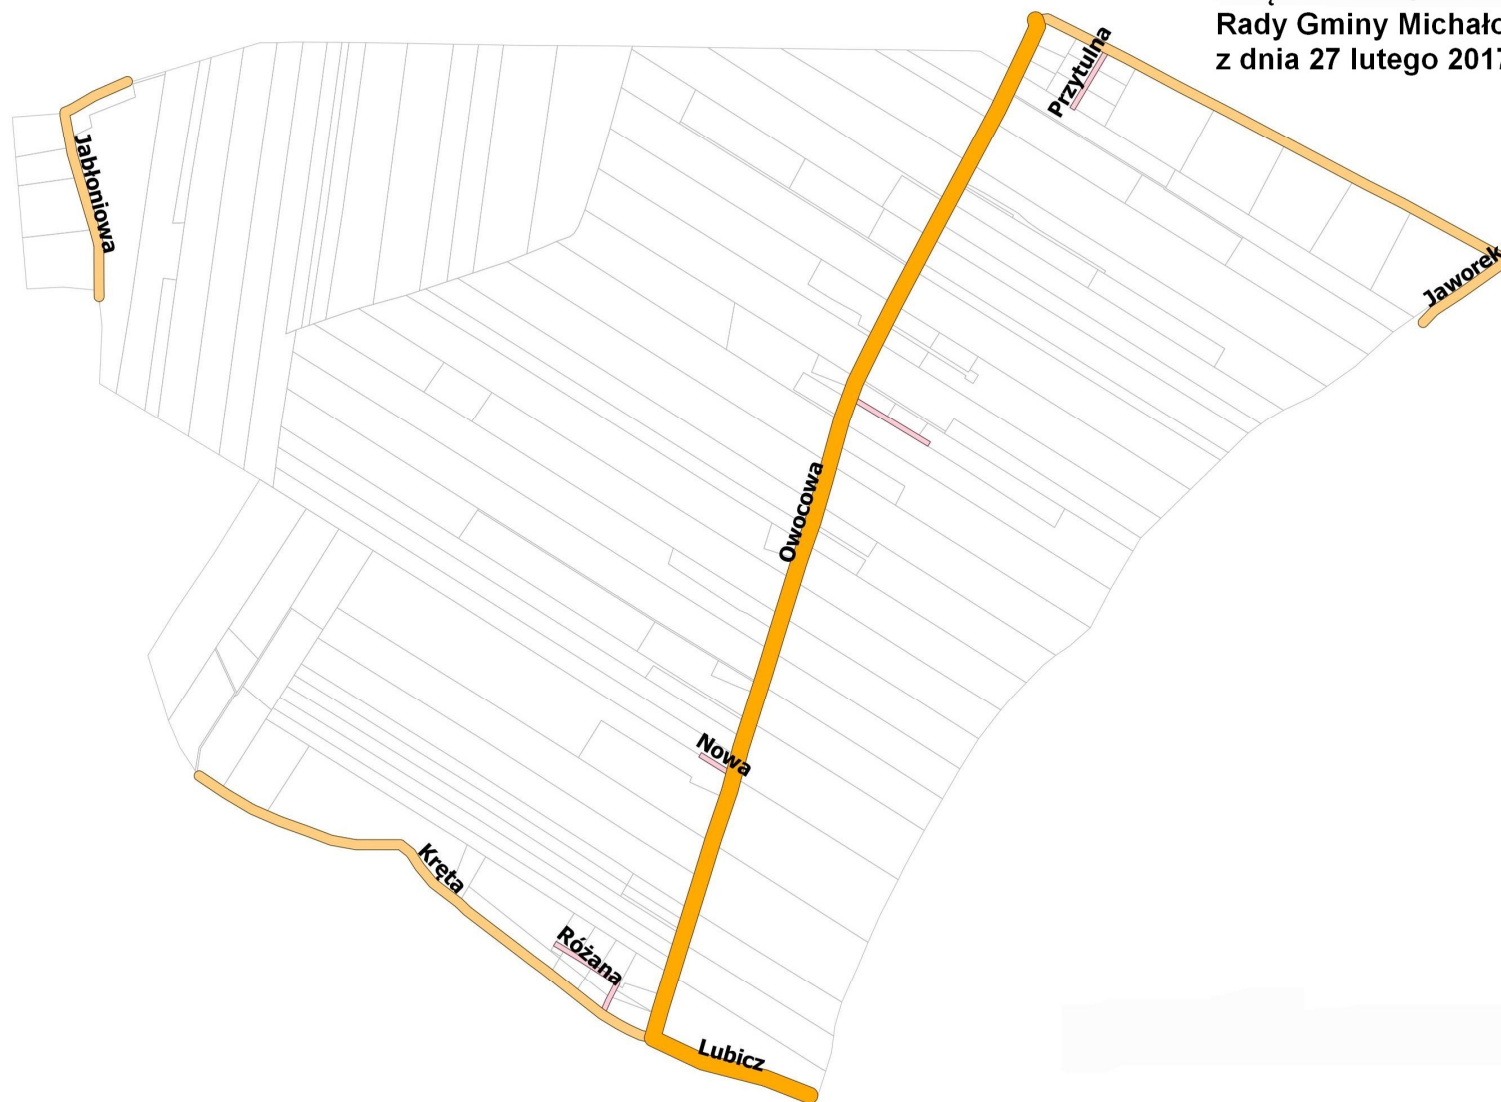 Rady Gminy Michało
z dnia 27 lutego 2017
Przytulna
Jabłoniowa
Jaworek
Owocowa
Nowa
Kręta
Różana
Lubicz